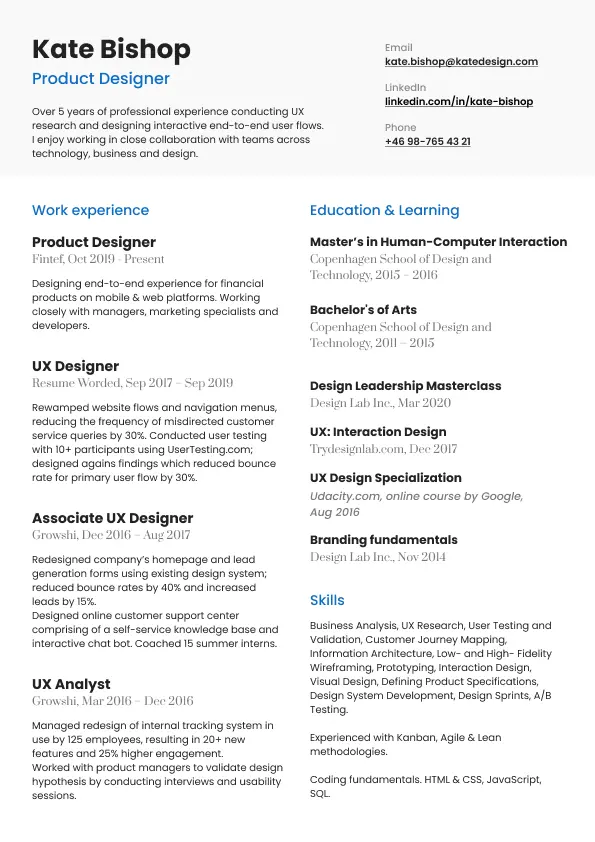 Kate Bishop
Product Designer
Over 5 years of professional experience conducting UX
research and designing interactive end-to-end user flows.
I enjoy working in close collaboration with teams across
technology, business and design.
Email
kate.bishop@katedesign.com
LinkedIn
linkedin.com/in/kate-bishop
Phone
+46 98-765 43 21
Work experience
Product Designer
Fintef, Oct 2019 - Present
Designing end-to-end experience for financial
products on mobile & web platforms. Working
closely with managers, marketing specialists and
developers.
UX Designer
Resume Worded, Sep 2017 – Sep 2019
Rewamped website flows and navigation menus,
reducing the frequency of misdirected customer
service queries by 30%. Conducted user testing
with 10+ participants using UserTesting.com;
designed agains findings which reduced bounce
rate for primary user flow by 30%.
Associate UX Designer
Growshi, Dec 2016 – Aug 2017
Redesigned company's homepage and lead
generation forms using existing design system;
reduced bounce rates by 40% and increased
leads by 15%.
Designed online customer support center
comprising of a self-service knowledge base and
interactive chat bot. Coached 15 summer interns.
UX Analyst
Growshi, Mar 2016 – Dec 2016
Managed redesign of internal tracking system in
use by 125 employees, resulting in 20+ new
features and 25% higher engagement.
Worked with product managers to validate design
hypothesis by conducting interviews and usability
sessions.
Education & Learning
Master's in Human-Computer Interaction
Copenhagen School of Design and
Technology, 2015 – 2016
Bachelor's of Arts
Copenhagen School of Design and
Technology, 2011 – 2015
Design Leadership Masterclass
Design Lab Inc., Mar 2020
UX: Interaction Design
Trydesignlab.com, Dec 2017
UX Design Specialization
Udacity.com, online course by Google,
Aug 2016
Branding fundamentals
Design Lab Inc., Nov 2014
Skills
Business Analysis, UX Research, User Testing and
Validation, Customer Journey Mapping,
Information Architecture, Low- and High- Fidelity
Wireframing, Prototyping, Interaction Design,
Visual Design, Defining Product Specifications,
Design System Development, Design Sprints, A/B
Testing.
Experienced with Kanban, Agile & Lean
methodologies.
Coding fundamentals. HTML & CSS, JavaScript,
SQL.